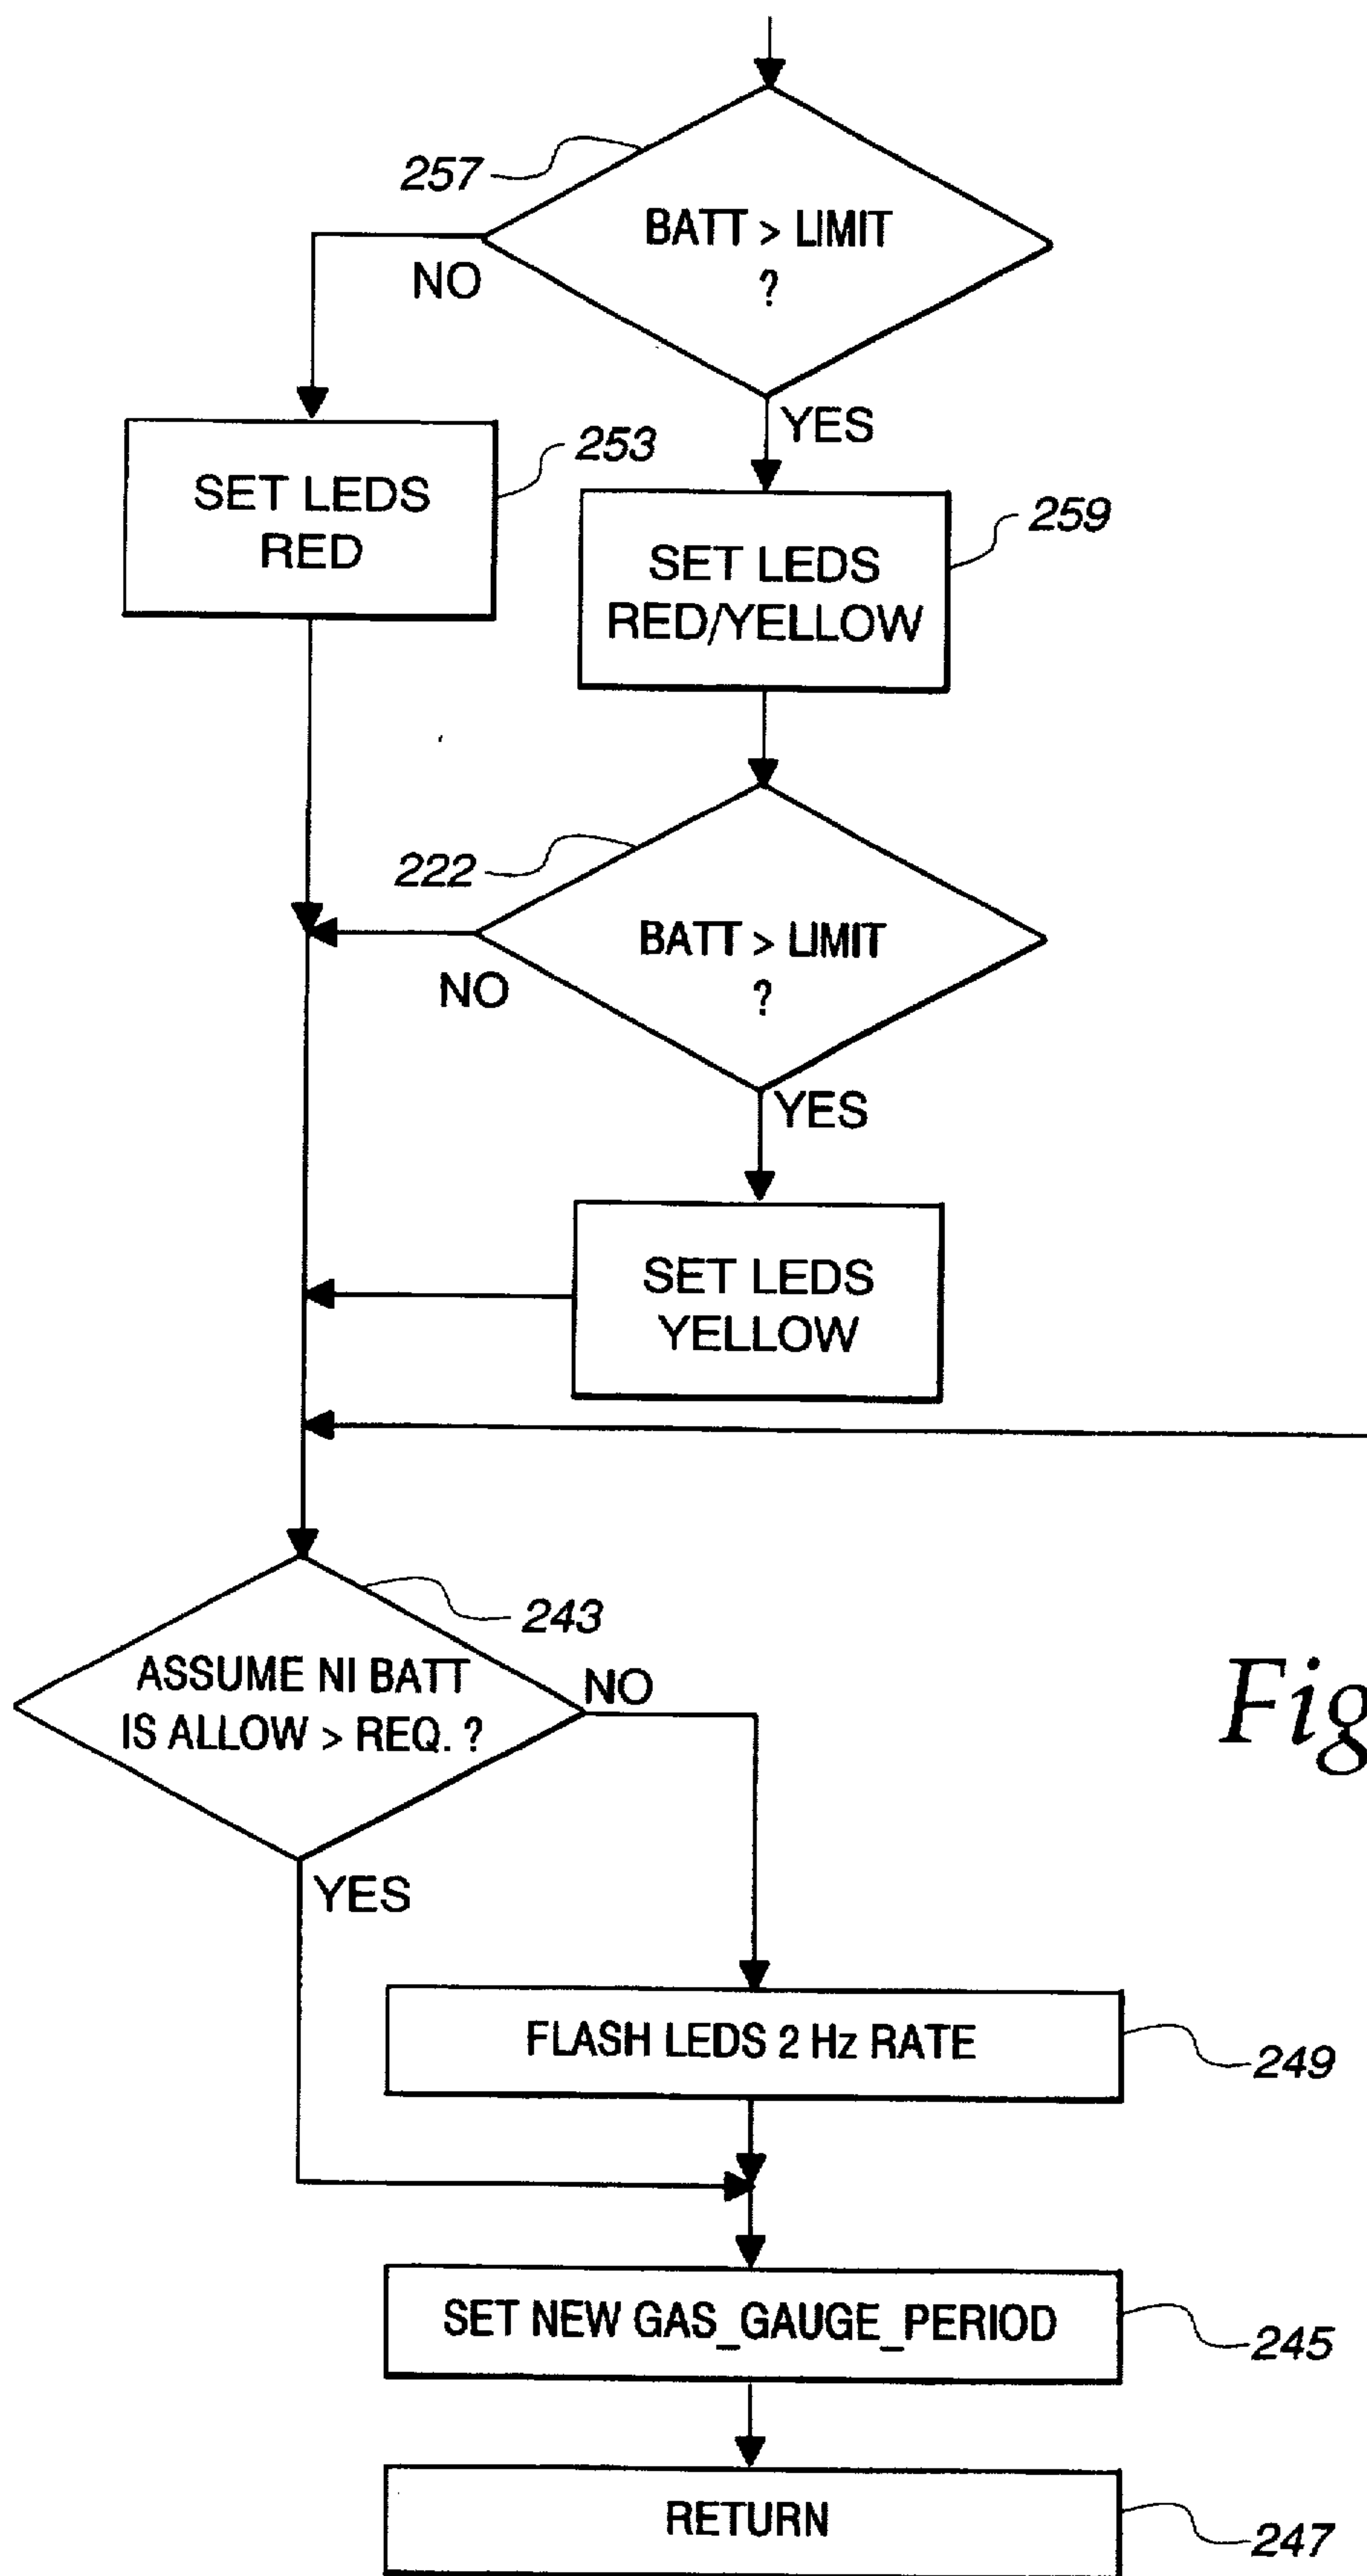 257
BATT > LIMIT
?
NO
YES
253
SET LEDS
RED
259
SET LEDS
RED/YELLOW
222
BATT > LIMIT
?
NO
YES
SET LEDS
YELLOW
243
ASSUME NI BATT
IS ALLOW > REQ. ?
NO
Fig
YES
FLASH LEDS 2 Hz RATE
249
SET NEW GAS_GAUGE_PERIOD
245
RETURN
247